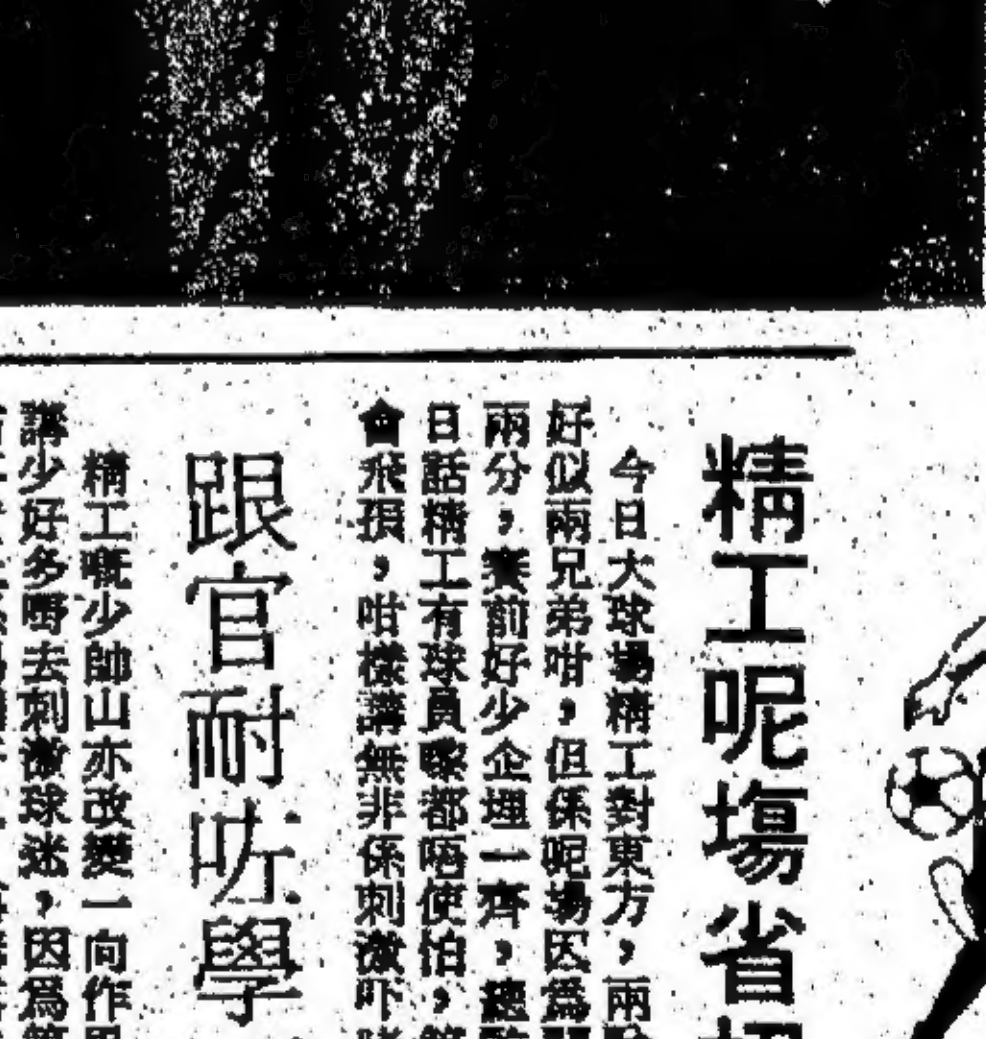 精工呢場省
今日大球場精工對東方，兩
好似兩兄弟咁，但係呢場因為
兩分，賽前好少企埋一齊，總
日話精工有球員嚟都唔使怕，
會飛損，咁樣講無非係刺激吓
跟官耐咗學
精工嘅少帥山亦改變一向作
講少好多嘢去刺激球迷，因為